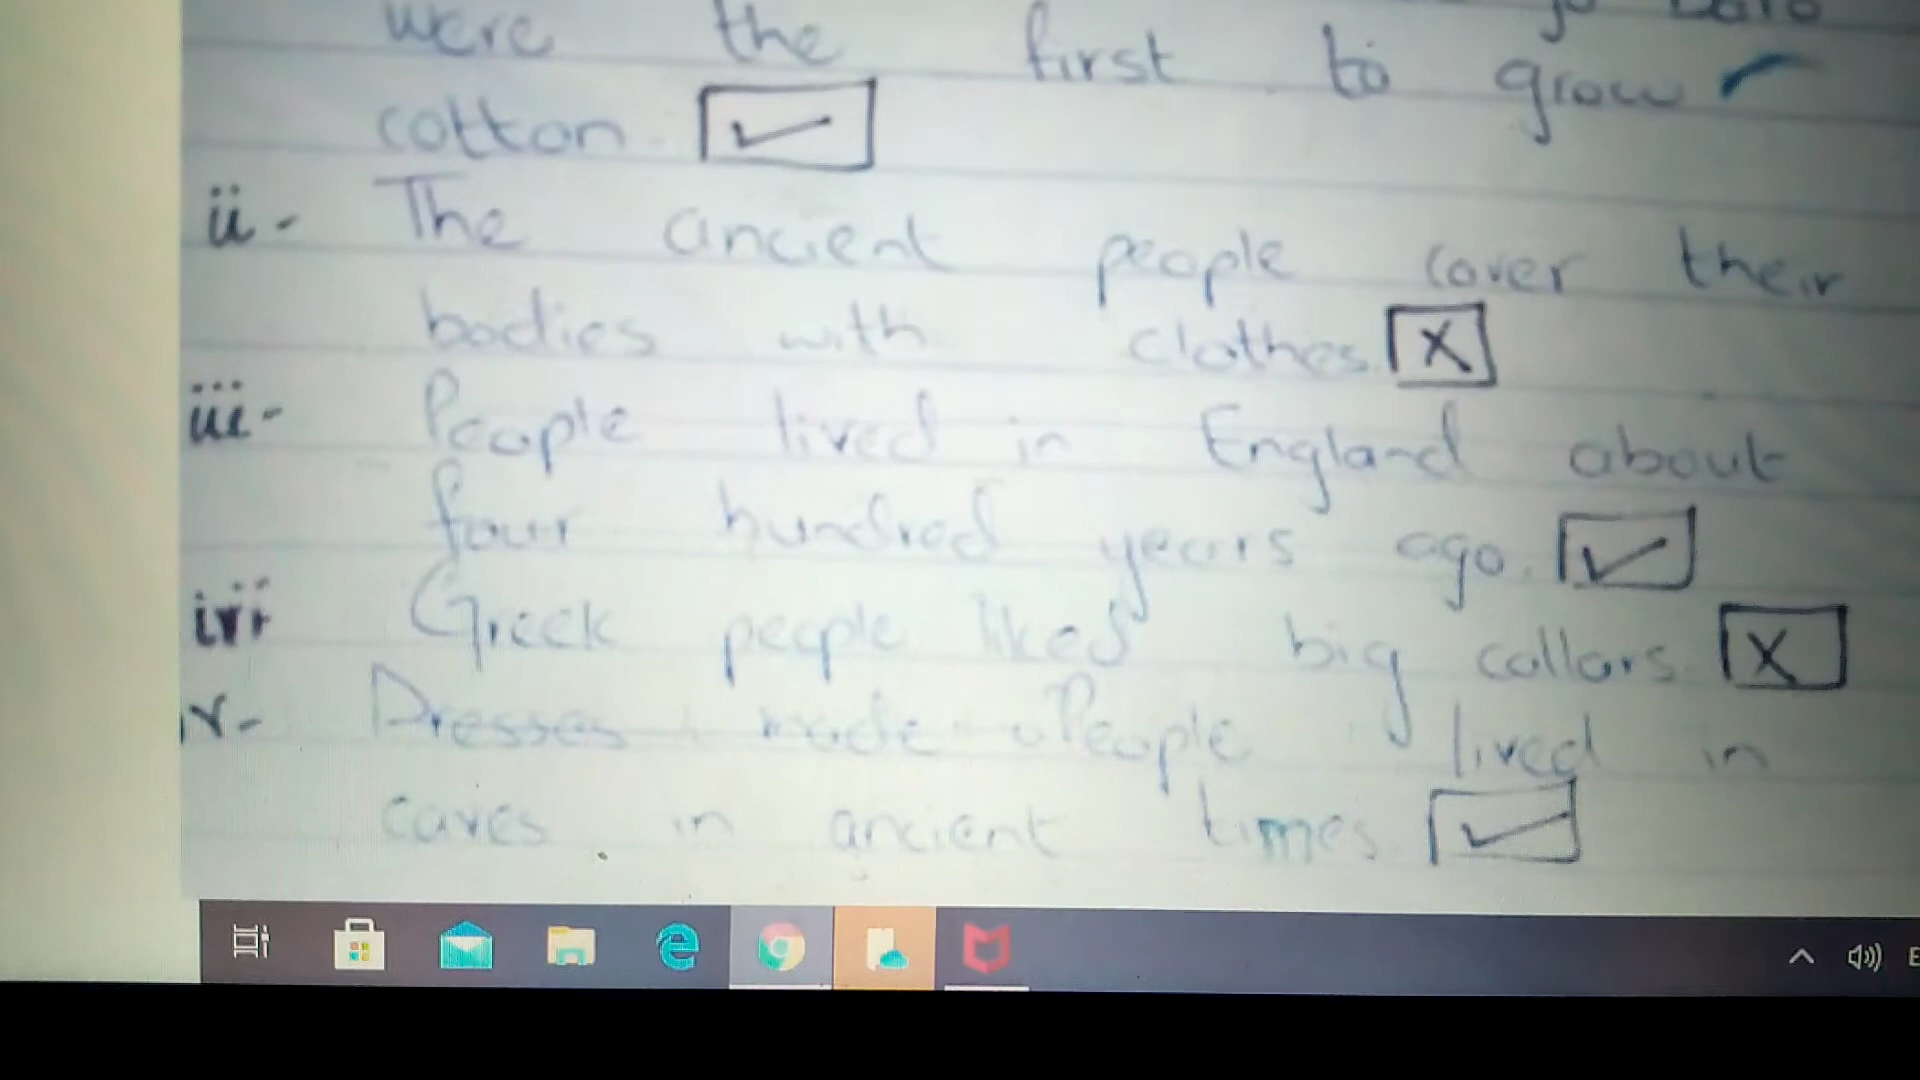 were the first to grow
cotton. ✓
ii- The ancient people cover their
bodies with clothes. X
iii- People lived in England about
four hundred years ago. ✓
iv- Greek people liked big collars. X
v- Dresses made People lived in
caves in ancient times. ✓